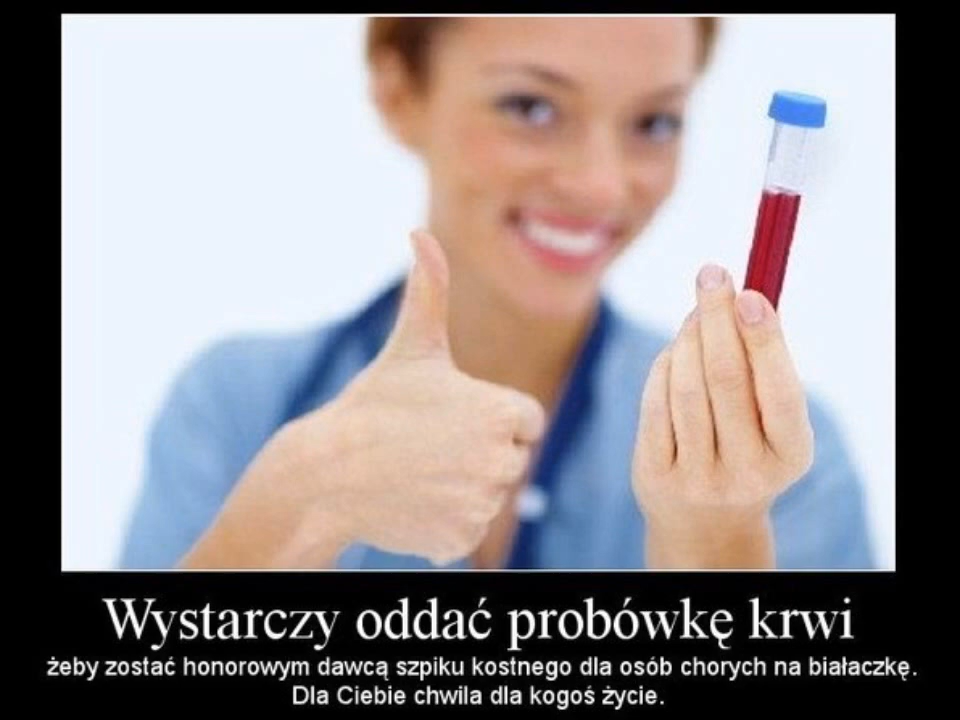 Wystarczy oddać probówkę krwi
żeby zostać honorowym dawcą szpiku kostnego dla osób chorych na białaczkę.
Dla Ciebie chwila dla kogoś życie.